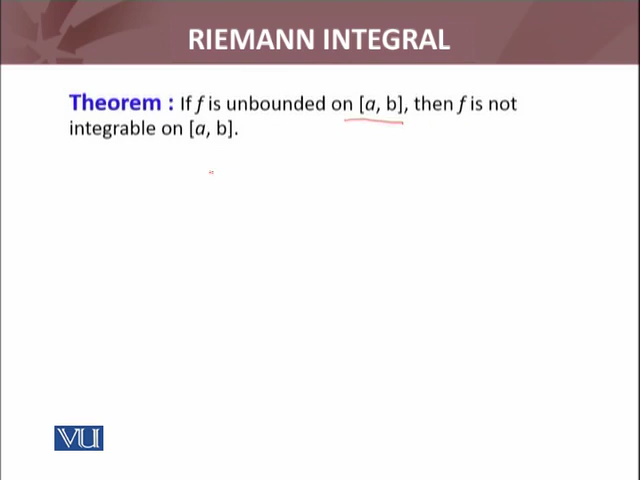 RIEMANN INTEGRAL
Theorem : If f is unbounded on [a, b], then f is not
integrable on [a, b].
VU